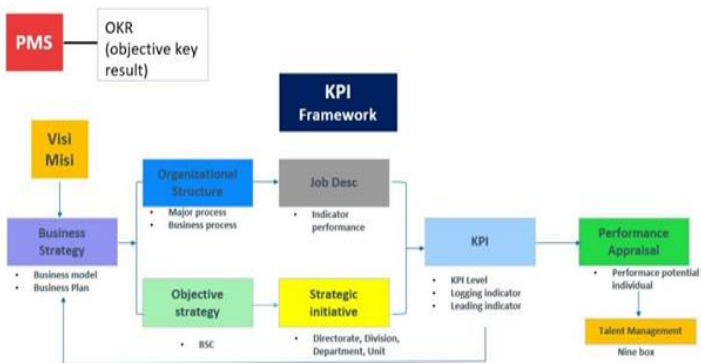 PMS
OKR
(objective key
result)
KPI
Framework
Visi
Misi
Organizational
Structure
• Major process
• Business process
Job Desc
• Indicator
performance
Business
Strategy
• Business model
• Business Plan
KPI
• KPI Level
• Logging indicator
• Leading indicator
Performance
Appraisal
• Performace potential
individual
Objective
strategy
• BSC
Strategic
initiative
• Directorate, Division,
Department, Unit
Talent Management
Nine box